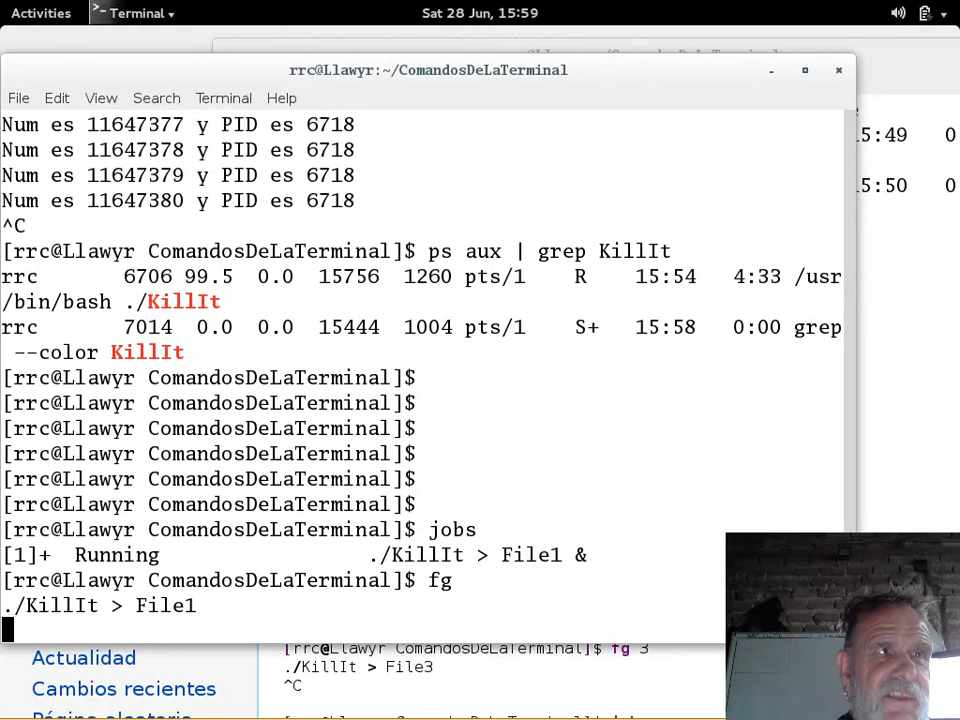 Activities
Terminal
Sat 28 Jun, 15:59
rrc@Llawyr:~/ComandosDeLaTerminal
File Edit View Search Terminal Help
Num es 11647377 y PID es 6718
Num es 11647378 y PID es 6718
Num es 11647379 y PID es 6718
Num es 11647380 y PID es 6718
^C
[rrc@Llawyr ComandosDeLaTerminal]$ ps aux | grep KillIt
rrc 6706 99.5 0.0 15756 1260 pts/1 R 15:54 4:33 /usr
/bin/bash ./KillIt
rrc 7014 0.0 0.0 15444 1004 pts/1 S+ 15:58 0:00 grep
--color KillIt
[rrc@Llawyr ComandosDeLaTerminal]$
[rrc@Llawyr ComandosDeLaTerminal]$
[rrc@Llawyr ComandosDeLaTerminal]$
[rrc@Llawyr ComandosDeLaTerminal]$
[rrc@Llawyr ComandosDeLaTerminal]$
[rrc@Llawyr ComandosDeLaTerminal]$
[rrc@Llawyr ComandosDeLaTerminal]$ jobs
[1]+ Running ./KillIt > File1 &
[rrc@Llawyr ComandosDeLaTerminal]$ fg
./KillIt > File1
15:49 0
15:50 0
Actualidad
Cambios recientes
[rrc@Llawyr ComandosDeLaTerminal]$ fg 3
./KillIt > File3
^C